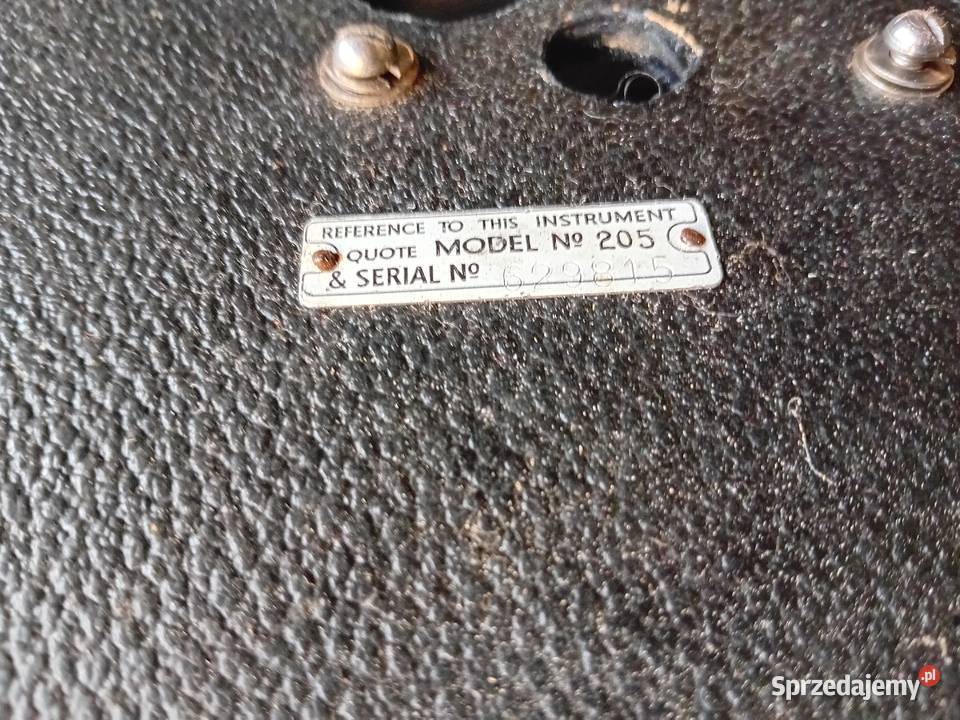 REFERENCE TO THIS INSTRUMENT
QUOTE MODEL Nº 205
& SERIAL Nº 629815
Sprzedajemy.pl